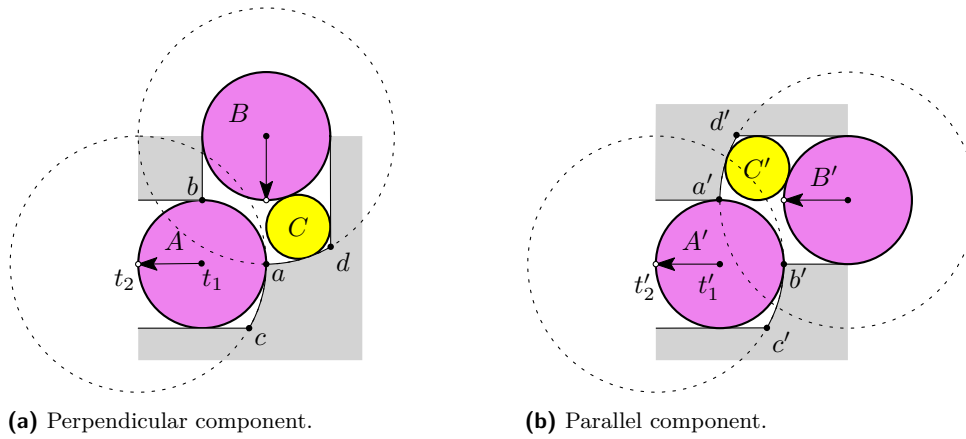 B
b
A
C
a
d
t₂
t₁
c
(a) Perpendicular component.
d′
C′
a′
B′
A′
t′₂
t′₁
b′
c′
(b) Parallel component.